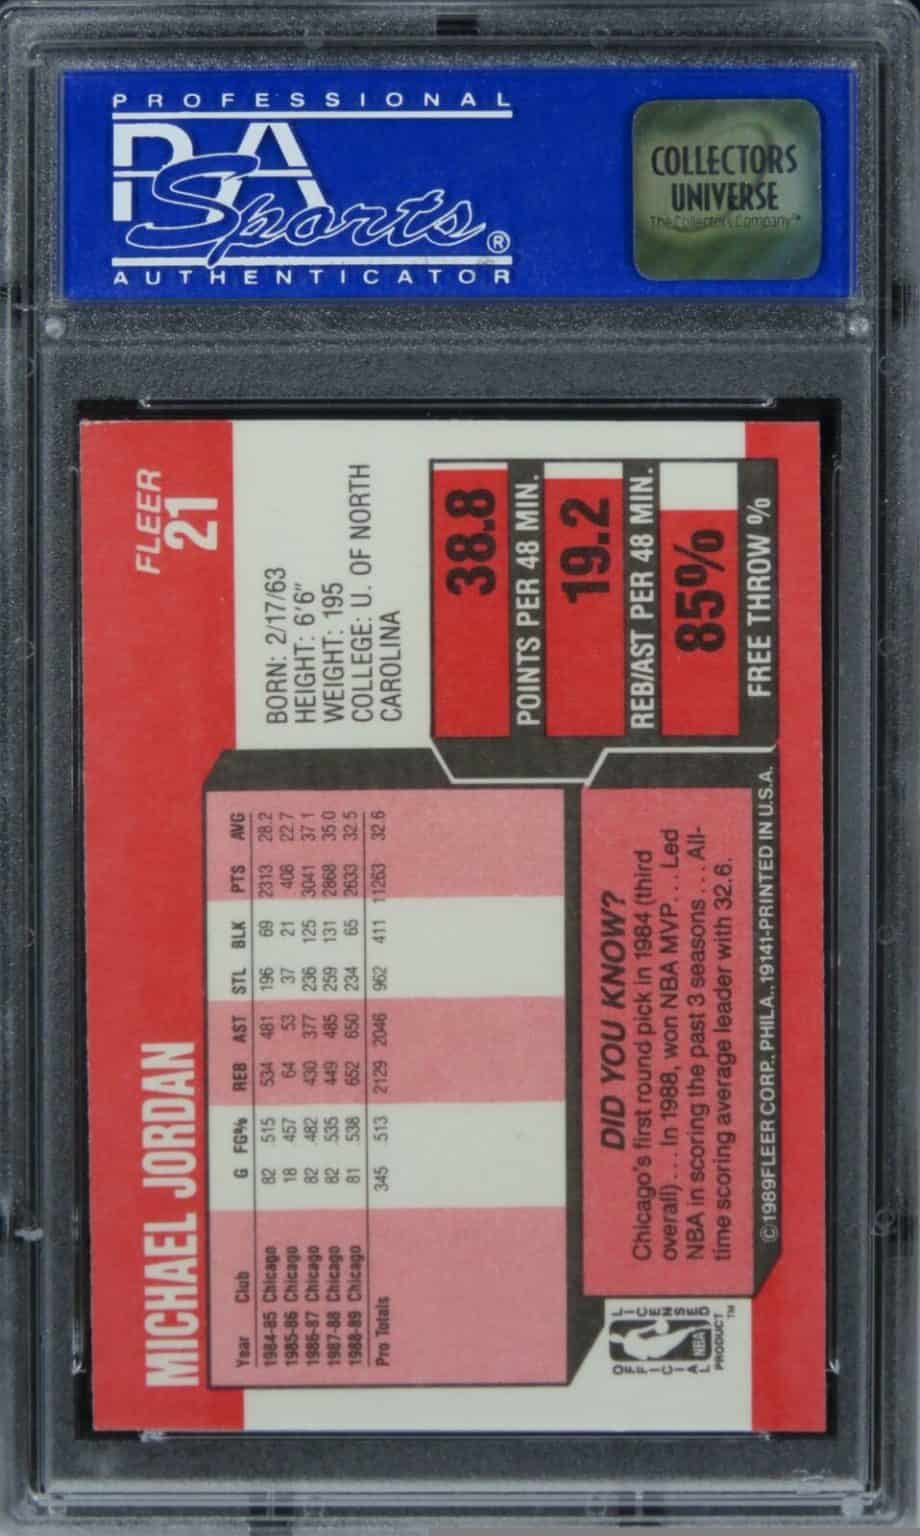 PROFESSIONAL
PSA
Sports®
AUTHENTICATOR
COLLECTORS
UNIVERSE
The Collectors Company™
MICHAEL JORDAN
FLEER
21
BORN: 2/17/63
HEIGHT: 6'6"
WEIGHT: 195
COLLEGE: U. OF NORTH
CAROLINA
Year Club G FG% REB AST STL BLK PTS AVG
1984-85 Chicago 82 .515 534 481 196 69 2313 28.2
1985-86 Chicago 18 .457 64 53 37 21 408 22.7
1986-87 Chicago 82 .482 430 377 236 125 3041 37.1
1987-88 Chicago 82 .535 449 485 259 131 2868 35.0
1988-89 Chicago 81 .538 652 650 234 65 2633 32.5
Pro Totals 345 .513 2129 2046 962 411 11263 32.6
38.8
POINTS PER 48 MIN.
19.2
REB/AST PER 48 MIN.
85%
FREE THROW %
DID YOU KNOW?
Chicago's first round pick in 1984 (third
overall) . . . In 1988, won NBA MVP . . . Led
NBA in scoring the past 3 seasons . . . All-
time scoring average leader with 32.6.
OFFICIAL
NBA
LICENSED
PRODUCT™
©1989 FLEER CORP., PHILA., 19141-PRINTED IN U.S.A.